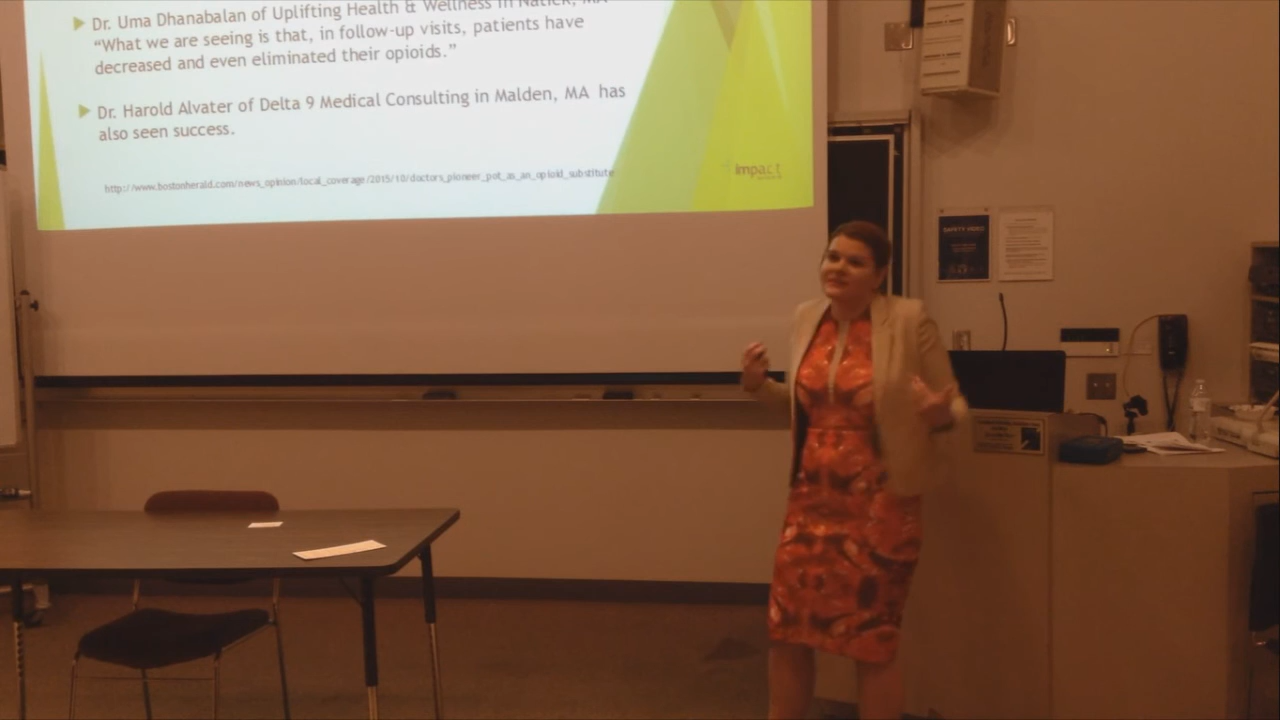 Dr. Uma Dhanabalan of Uplifting Health & Wellness in Natick, MA
“What we are seeing is that, in follow-up visits, patients have
decreased and even eliminated their opioids.”
Dr. Harold Alvater of Delta 9 Medical Consulting in Malden, MA has
also seen success.
http://www.bostonherald.com/news_opinion/local_coverage/2015/10/doctors_pioneer_pot_as_an_opioid_substitute
impact
SAFETY VIDEO